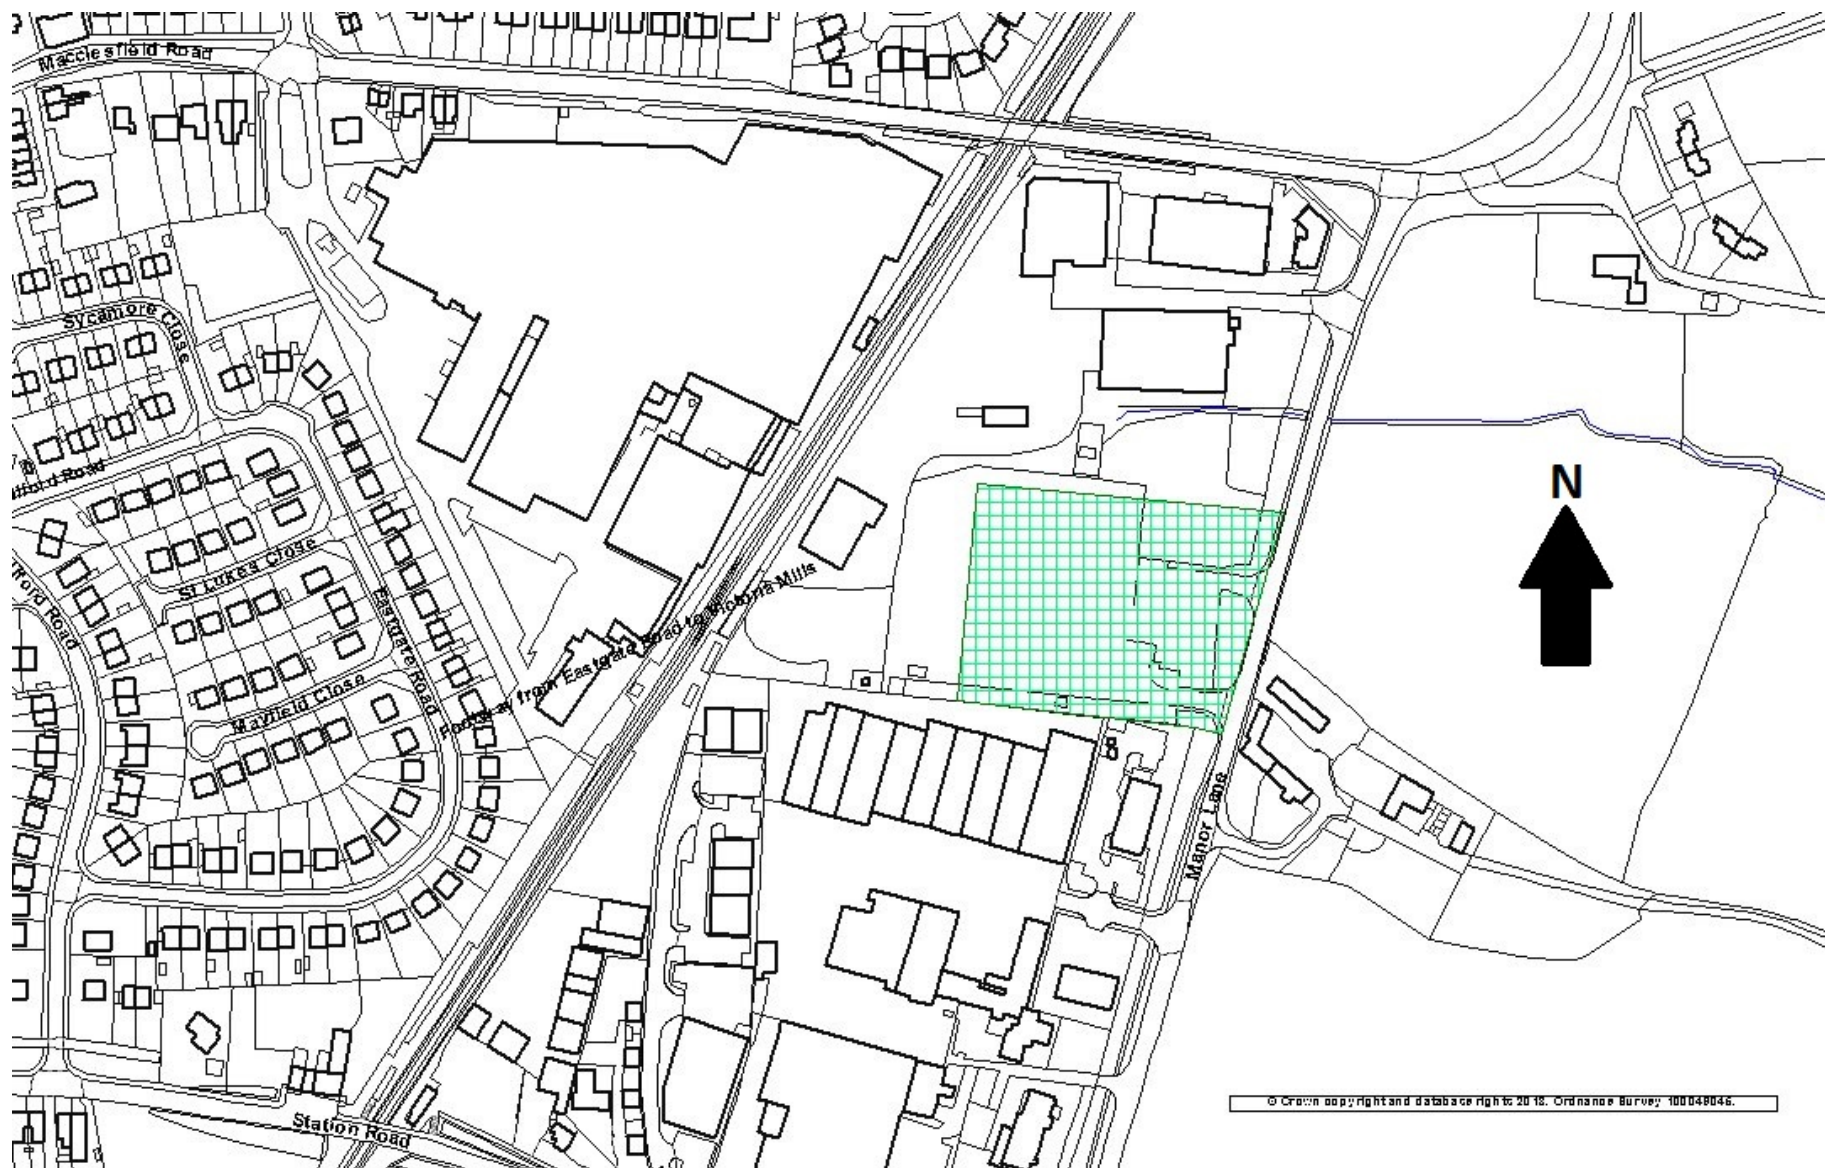 Macclesfield Road
Sycamore Close
N
St Lukes Close
Eastgate Road
Footway from Eastgate Road to Victoria Mills
Mayfield Close
Manor Lane
© Crown copyright and database rights 2018. Ordnance Survey 100049046.
Station Road